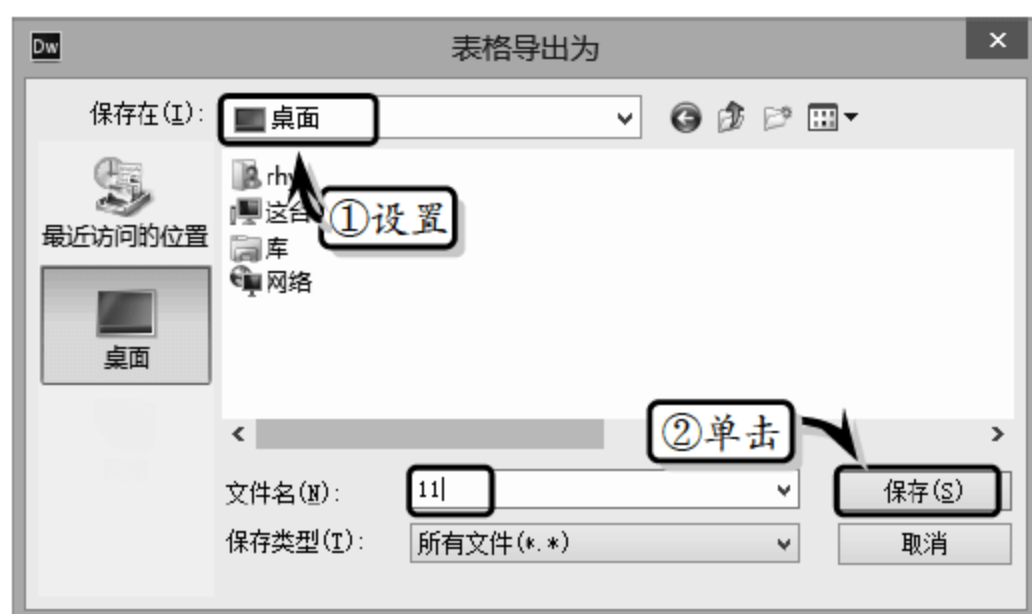 Dw 表格导出为
保存在(I): 桌面
rhy
①设置
这台
库
网络
最近访问的位置
桌面
②单击
文件名(N): 11
保存(S)
保存类型(T): 所有文件(*.*)
取消